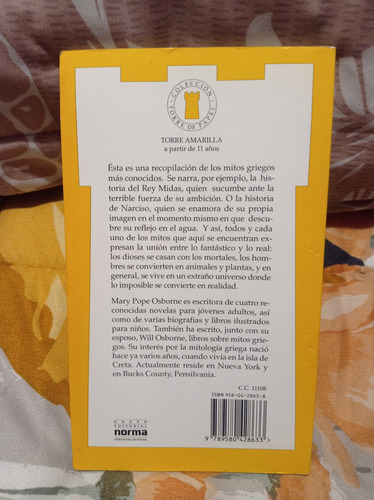 COLECCIÓN
TORRE DE PAPEL
TORRE AMARILLA
a partir de 11 años
Ésta es una recopilación de los mitos griegos
más conocidos. Se narra, por ejemplo, la his-
toria del Rey Midas, quien sucumbe ante la
terrible fuerza de su ambición. O la historia
de Narciso, quien se enamora de su propia
imagen en el momento mismo en que descu-
bre su reflejo en el agua. Y así, todos y cada
uno de los mitos que aquí se encuentran ex-
presan la unión entre lo fantástico y lo real:
los dioses se casan con los mortales, los hom-
bres se convierten en animales y plantas, y en
general, se vive en un extraño universo donde
lo imposible se convierte en realidad.
Mary Pope Osborne es escritora de cuatro re-
conocidas novelas para jóvenes adultos, así
como de varias biografías y libros ilustrados
para niños. También ha escrito, junto con su
esposo, Will Osborne, libros sobre mitos grie-
gos. Su interés por la mitología griega nació
hace ya varios años, cuando vivía en la isla de
Creta. Actualmente reside en Nueva York y
en Bucks County, Pensilvania.
C.C. 11108
ISBN 958-04-2863-8
GRUPO
EDITORIAL
norma
9 789580 428633 >